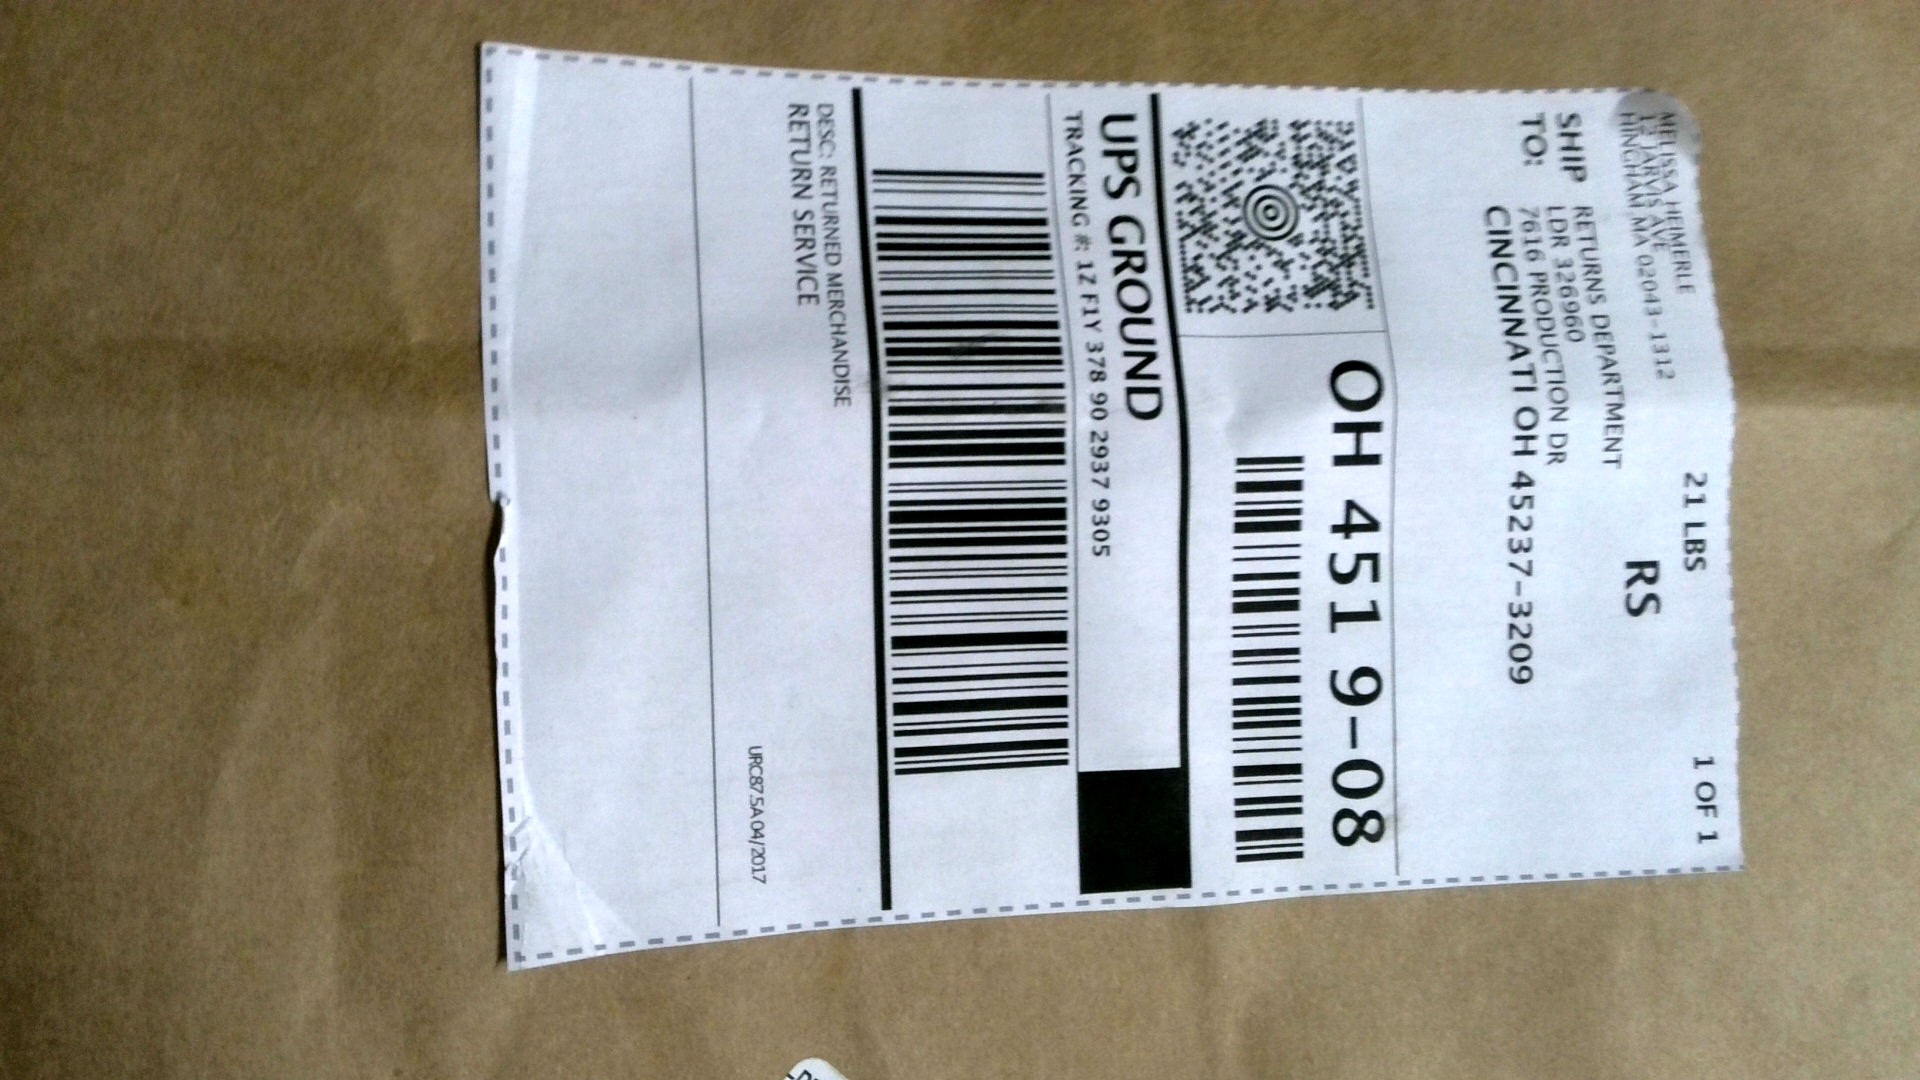 MELISSA HEIMERLE
12 JARVIS AVE
HINGHAM MA 02043-1312
21 LBS
1 OF 1
RS
SHIP TO:
RETURNS DEPARTMENT
LDR 326960
7616 PRODUCTION DR
CINCINNATI OH 45237-3209
OH 451 9-08
UPS GROUND
TRACKING #: 1Z F1Y 378 90 2937 9305
DESC: RETURNED MERCHANDISE
RETURN SERVICE
URC87.5A 04/2017